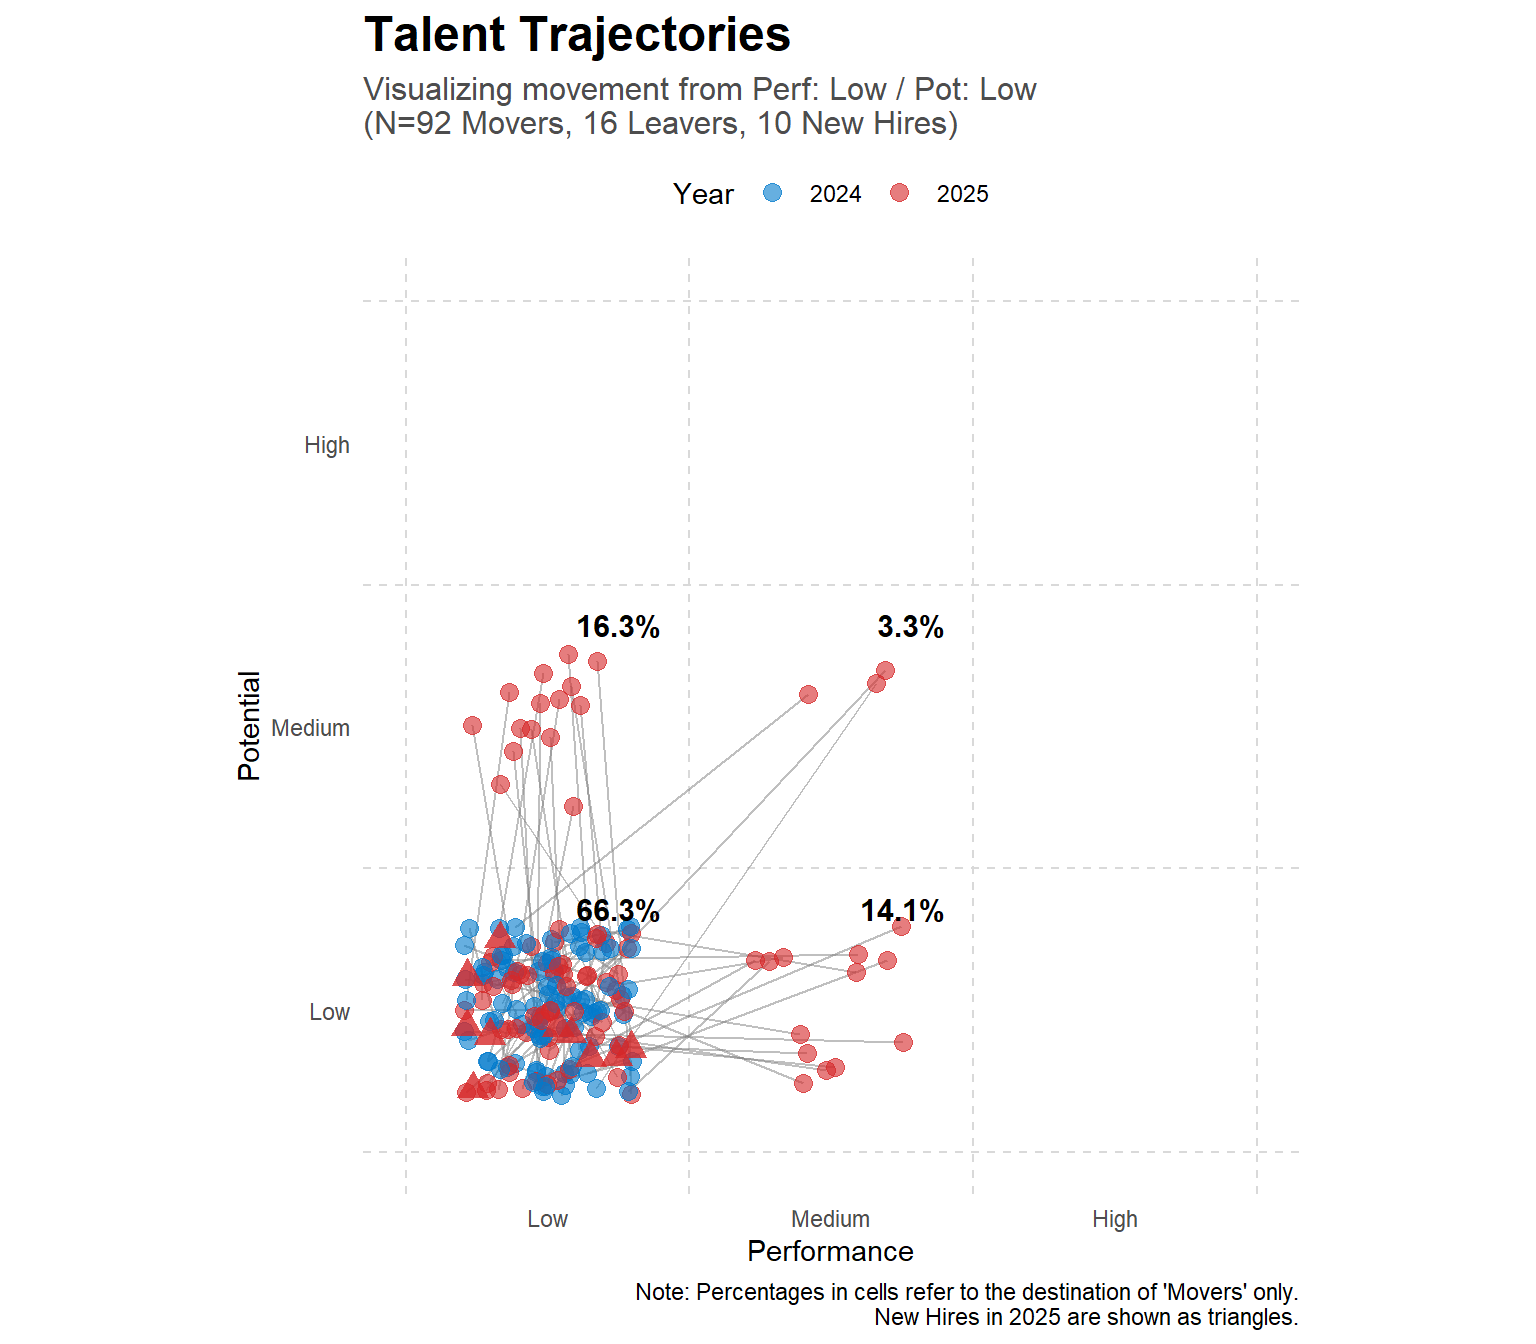 Talent Trajectories
Visualizing movement from Perf: Low / Pot: Low
(N=92 Movers, 16 Leavers, 10 New Hires)
Year 2024 2025
High
16.3% 3.3%
Potential
Medium
66.3% 14.1%
Low
Low Medium High
Performance
Note: Percentages in cells refer to the destination of 'Movers' only.
New Hires in 2025 are shown as triangles.